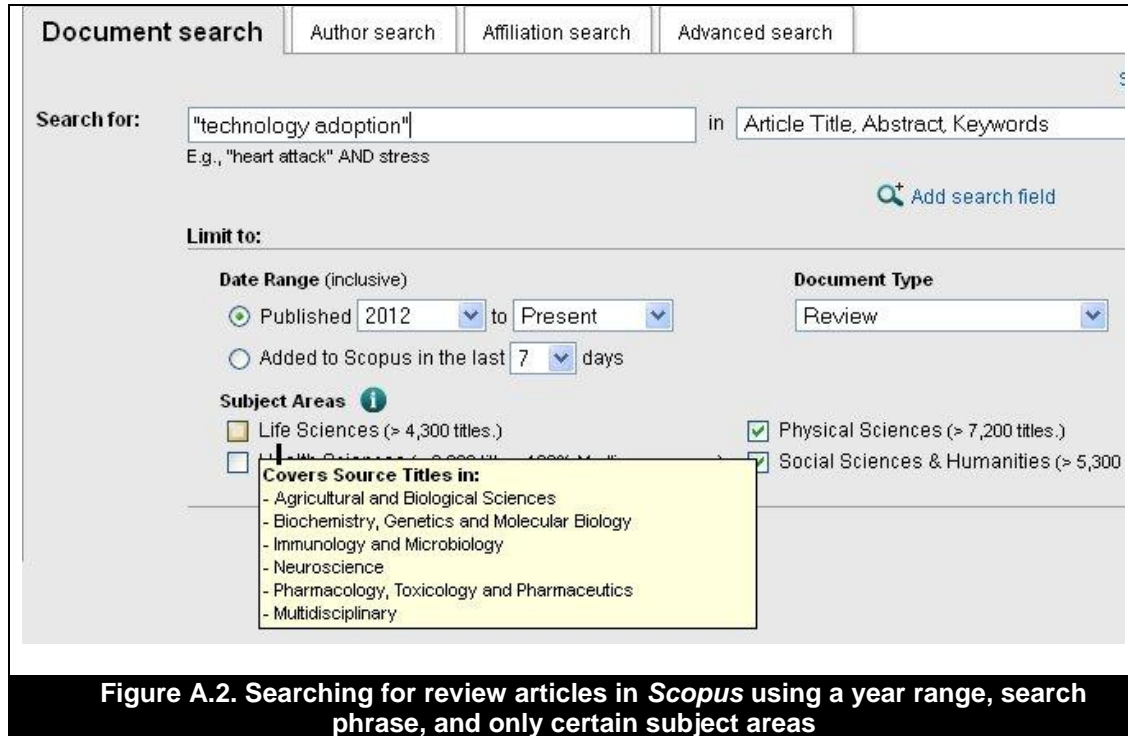 Document search Author search Affiliation search Advanced search
Search for: "technology adoption" in Article Title, Abstract, Keywords
E.g., "heart attack" AND stress
Add search field
Limit to:
Date Range (inclusive) Document Type
Published 2012 to Present Review
Added to Scopus in the last 7 days
Subject Areas i
Life Sciences (> 4,300 titles.) Physical Sciences (> 7,200 titles.)
Social Sciences & Humanities (> 5,300
Covers Source Titles in:
- Agricultural and Biological Sciences
- Biochemistry, Genetics and Molecular Biology
- Immunology and Microbiology
- Neuroscience
- Pharmacology, Toxicology and Pharmaceutics
- Multidisciplinary
Figure A.2. Searching for review articles in Scopus using a year range, search
phrase, and only certain subject areas